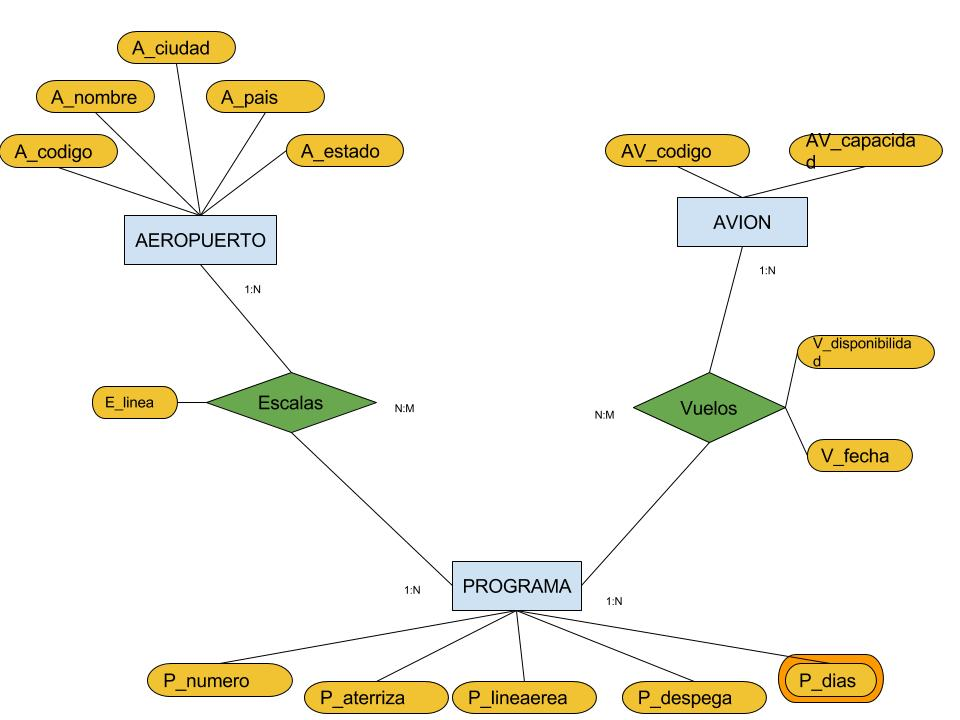 A_ciudad
A_nombre
A_pais
A_codigo
A_estado
AV_codigo
AV_capacida
d
AEROPUERTO
AVION
1:N
1:N
V_disponibilida
d
E_linea
Escalas
N:M
N:M
Vuelos
V_fecha
1:N
PROGRAMA
1:N
P_numero
P_aterriza
P_lineaerea
P_despega
P_dias